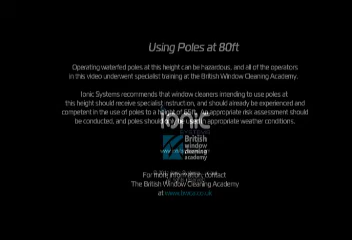 Using Poles at 80ft
Operating waterfed poles at this height can be hazardous, and all of the operators
in this video underwent specialist training at the British Window Cleaning Academy.
Ionic Systems recommends that window cleaners intending to use poles at
this height should receive specialist instruction, and should already be experienced and
competent in the use of poles to a height of 65ft. An appropriate risk assessment should
be conducted, and poles should only be used in appropriate weather conditions.
Ionic
British
window
cleaning
academy
For more information, contact
The British Window Cleaning Academy
at